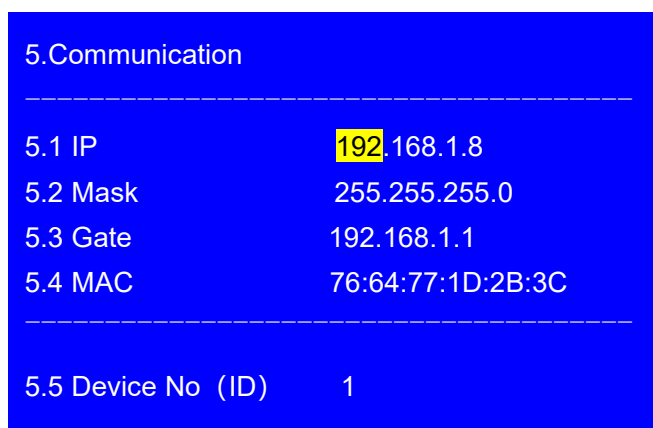 5.Communication
5.1 IP 192.168.1.8
5.2 Mask 255.255.255.0
5.3 Gate 192.168.1.1
5.4 MAC 76:64:77:1D:2B:3C
5.5 Device No (ID) 1